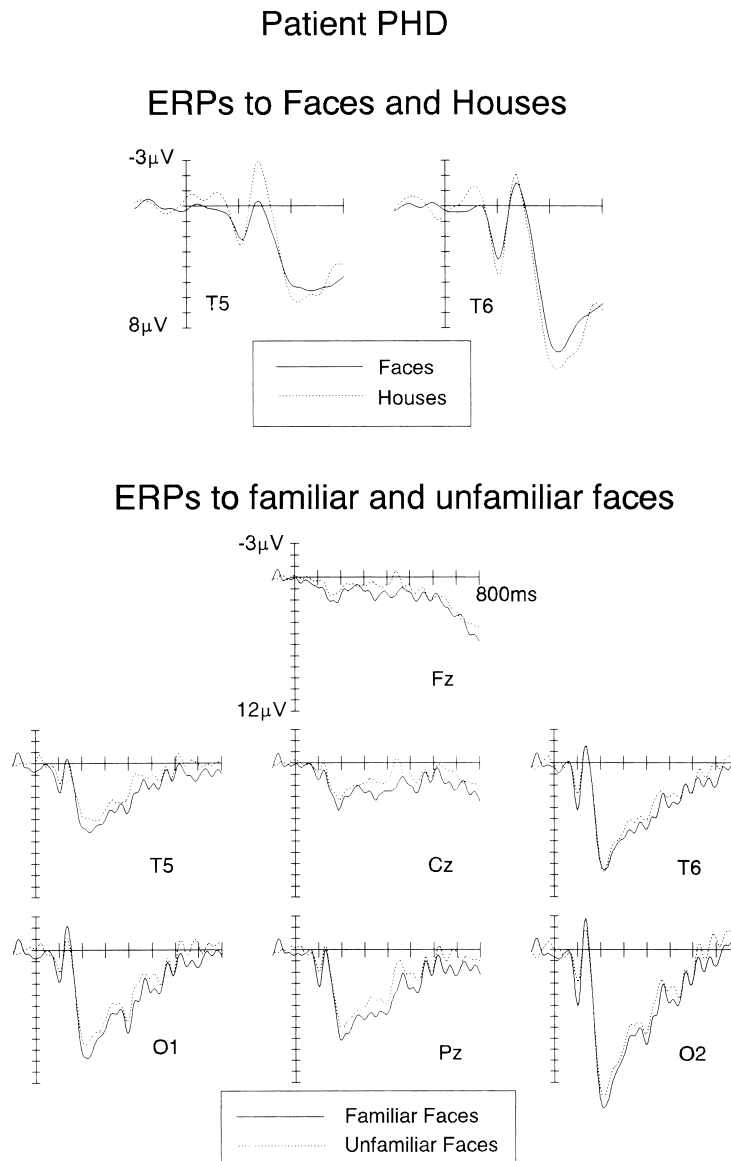 Patient PHD
ERPs to Faces and Houses
-3μV
T5
T6
8μV
Faces
Houses
ERPs to familiar and unfamiliar faces
-3μV
800ms
Fz
12μV
T5
Cz
T6
O1
Pz
O2
Familiar Faces
Unfamiliar Faces